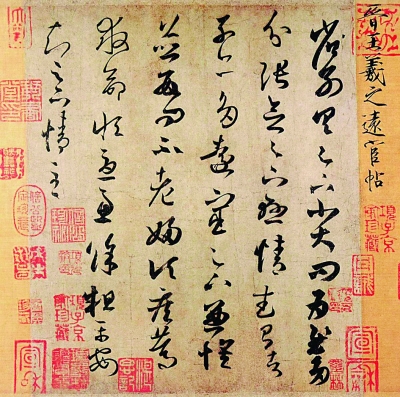 晉王羲之遠宦帖
省別具足下小大問為慰多
分張念足下懸情武昌諸
子亦多遠宦足下兼懷
並數問不老婦頃疾篤
救命恒憂慮餘粗平安
知足下情至